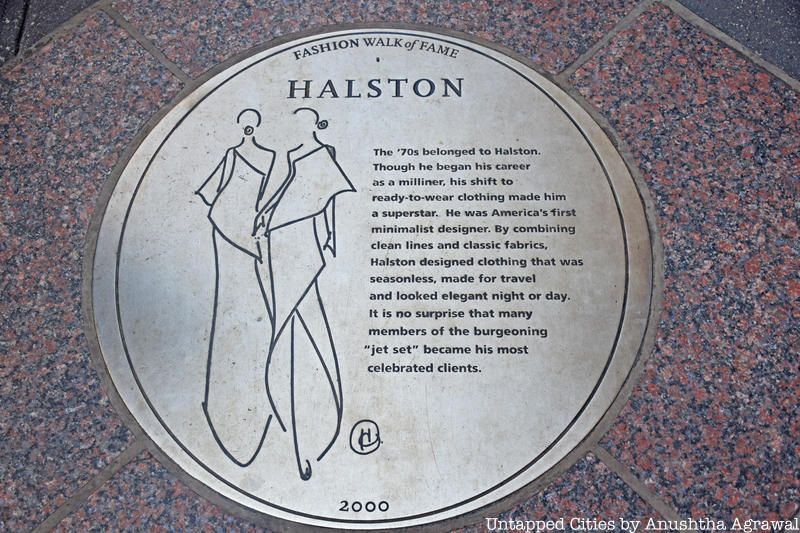 FASHION WALK of FAME
HALSTON
The '70s belonged to Halston.
Though he began his career
as a milliner, his shift to
ready-to-wear clothing made him
a superstar. He was America's first
minimalist designer. By combining
clean lines and classic fabrics,
Halston designed clothing that was
seasonless, made for travel
and looked elegant night or day.
It is no surprise that many
members of the burgeoning
"jet set" became his most
celebrated clients.
H
2000
Untapped Cities by Anushtha Agrawal